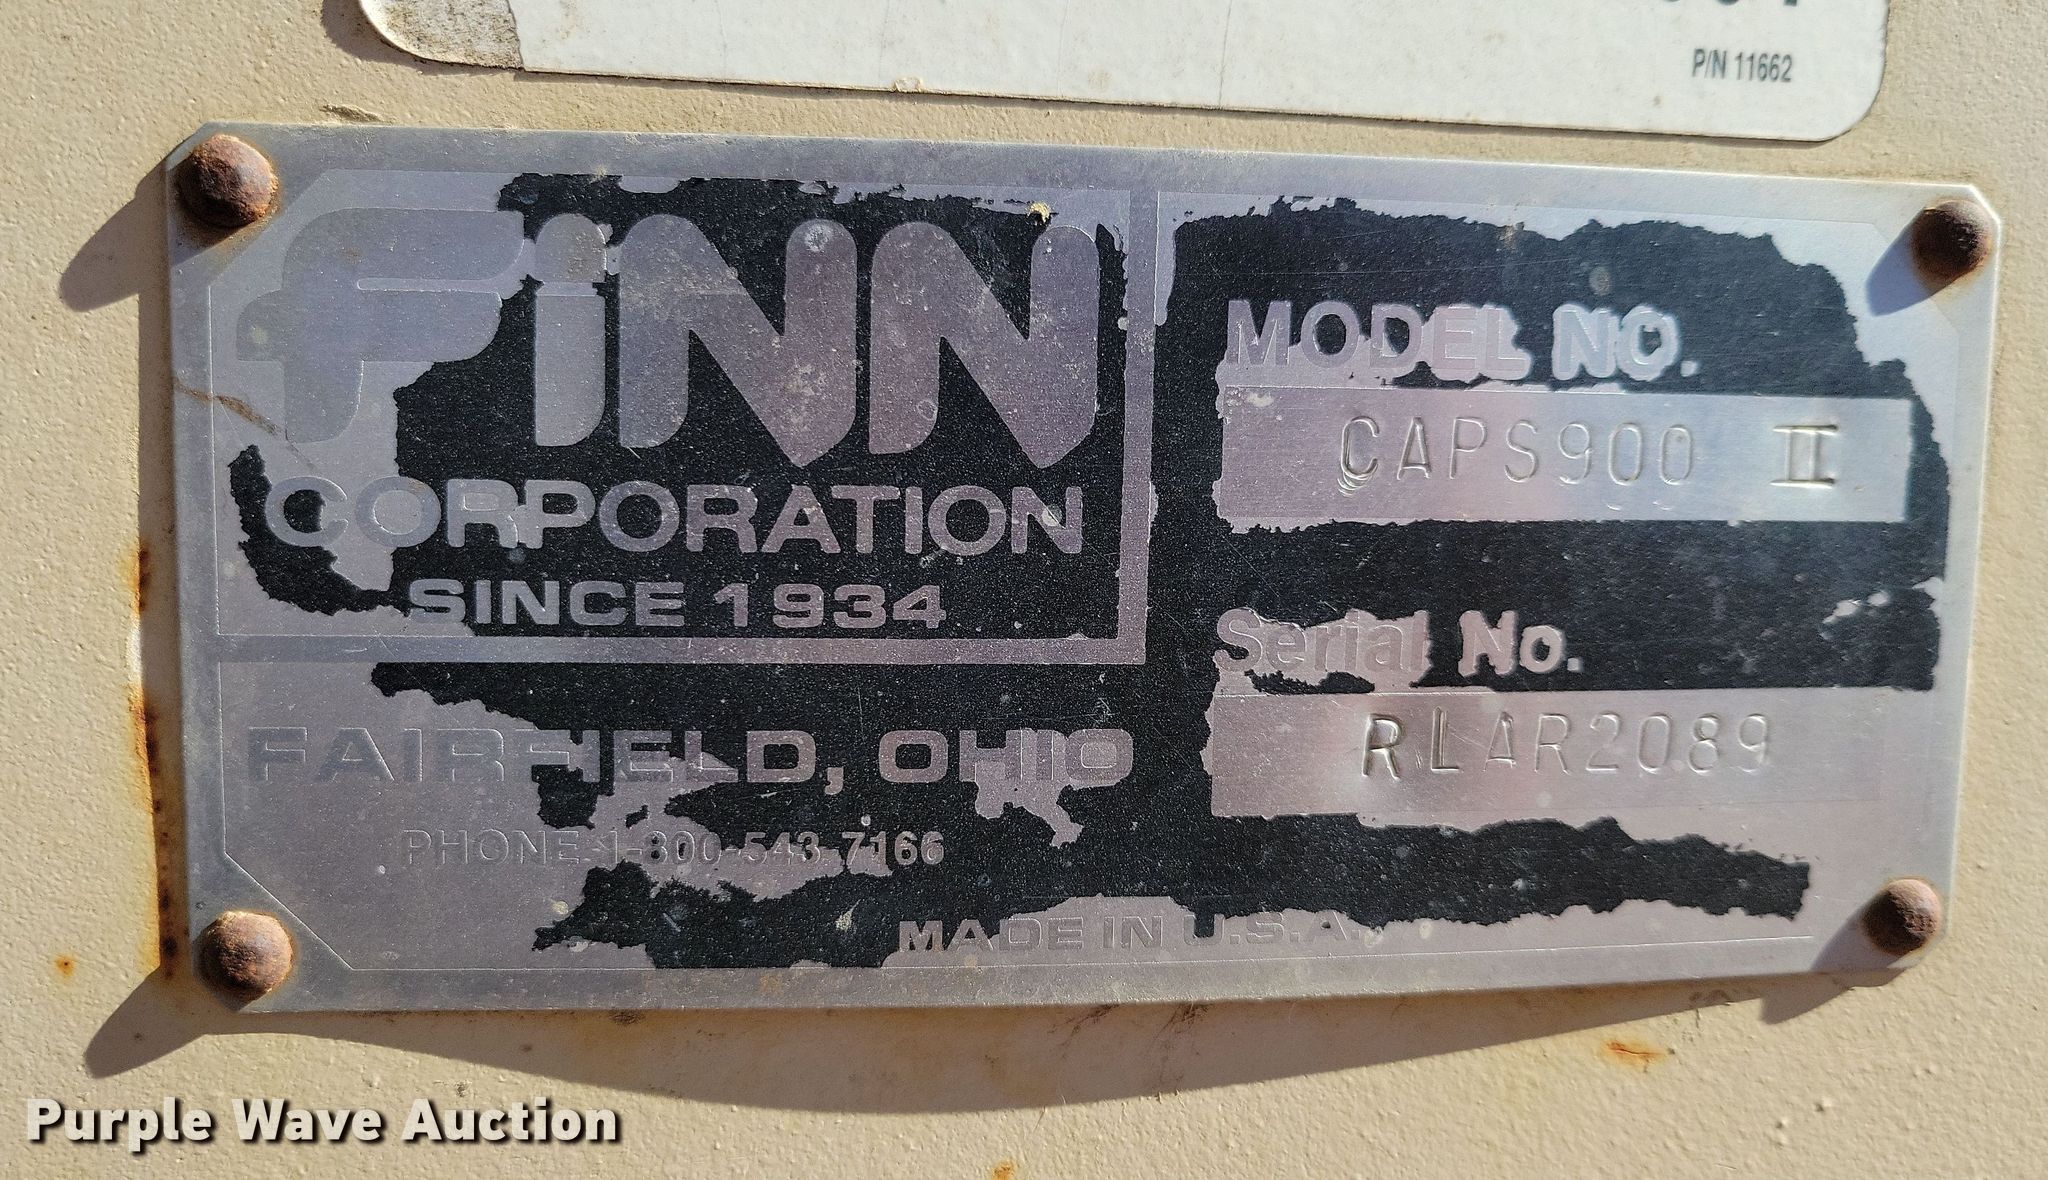 P/N 11662
FiNN
CORPORATION
SINCE 1934
FAIRFIELD, OHIO
PHONE 1-800-543-7166
MADE IN U.S.A.
MODEL NO.
CAPS900 II
Serial No.
RLAR2089
Purple Wave Auction